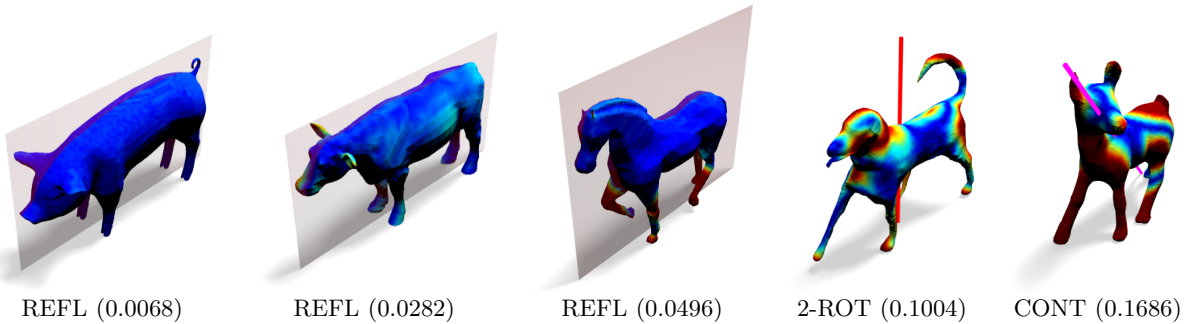 REFL (0.0068) REFL (0.0282) REFL (0.0496) 2-ROT (0.1004) CONT (0.1686)